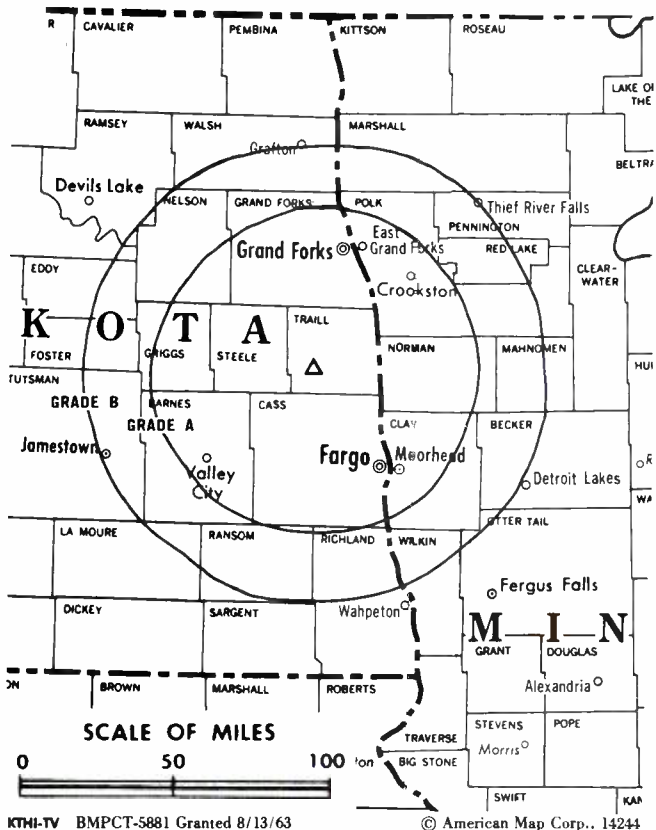 R CAVALIER PEMBINA KITTSON ROSEAU
LAKE OF
THE
RAMSEY WALSH MARSHALL
Grafton
BELTRA
Devils Lake
NELSON GRAND FORKS POLK
Thief River Falls
PENNINGTON
East
Grand Forks Grand Forks RED LAKE
EDDY
CLEAR-
WATER
Crookston
K O T A
TRAILL
FOSTER GRIGGS STEELE NORMAN MAHNOMEN
HU
TUTSMAN
GRADE B BARNES CASS
GRADE A CLAY BECKER
Jamestown
Fargo Moorhead
R
Valley
City
Detroit Lakes
WA
OTTER TAIL
LA MOURE RANSOM RICHLAND WILKIN
Fergus Falls
DICKEY SARGENT Wahpeton
M I N
GRANT DOUGLAS
ON BROWN MARSHALL ROBERTS Alexandria
SCALE OF MILES
TRAVERSE STEVENS POPE
0 50 100 ton BIG STONE Morris
SWIFT KAN
KTHI-TV BMPCT-5881 Granted 8/13/63 © American Map Corp., 14244